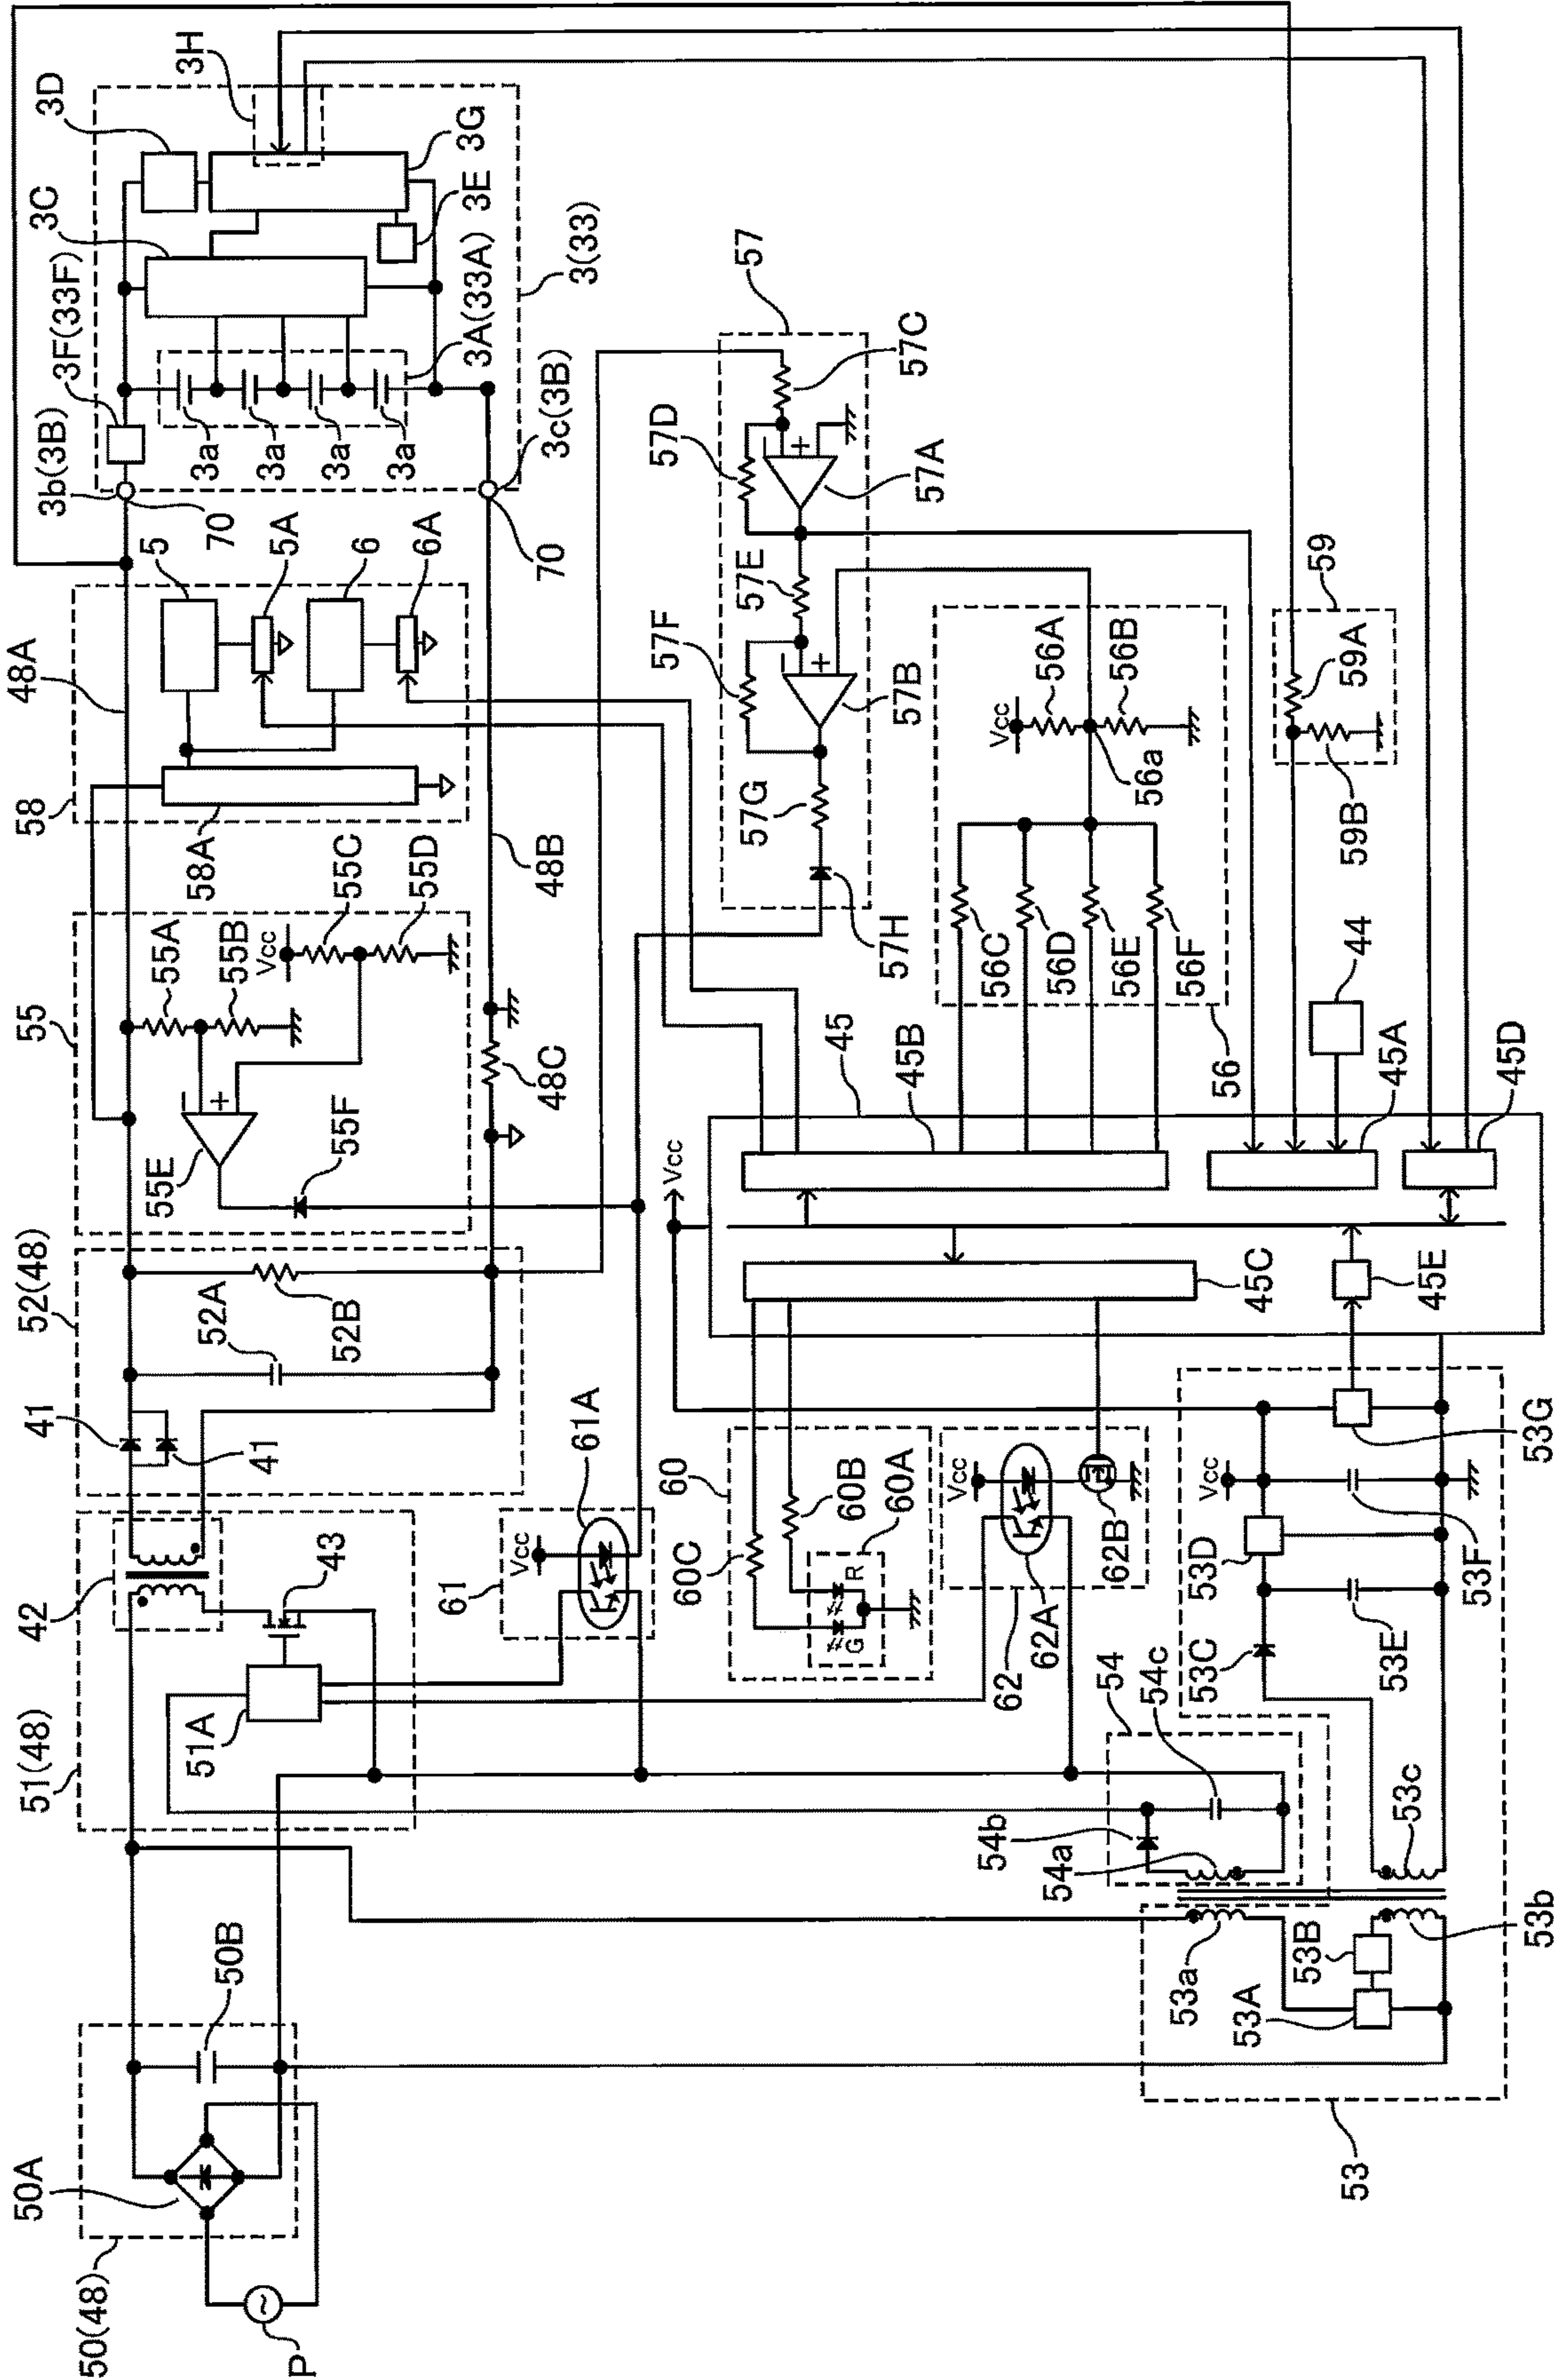 50(48)
50A
50B
51(48)
51A
42
43
41
41
52(48)
52A
52B
55
55A
55B
Vcc
55C
55D
55E
55F
58
58A
48A
5
5A
6
6A
70
3b(3B)
3F(33F)
3C
3D
3H
3G
3E
3a
3a
3a
3a
3A(33A)
3(33)
3c(3B)
70
48B
48C
P
61
Vcc
61A
60
60C
60B
60A
G
R
62
Vcc
62A
62B
Vcc
45
45B
45C
45E
45A
45D
44
57
57C
57D
−
+
57A
57E
57F
−
+
57B
57G
57H
56
Vcc
56A
56B
56a
56C
56D
56E
56F
59
59A
59B
54
54a
54b
54c
53
53a
53A
53B
53b
53c
53C
53D
Vcc
53E
53F
53G
−
+